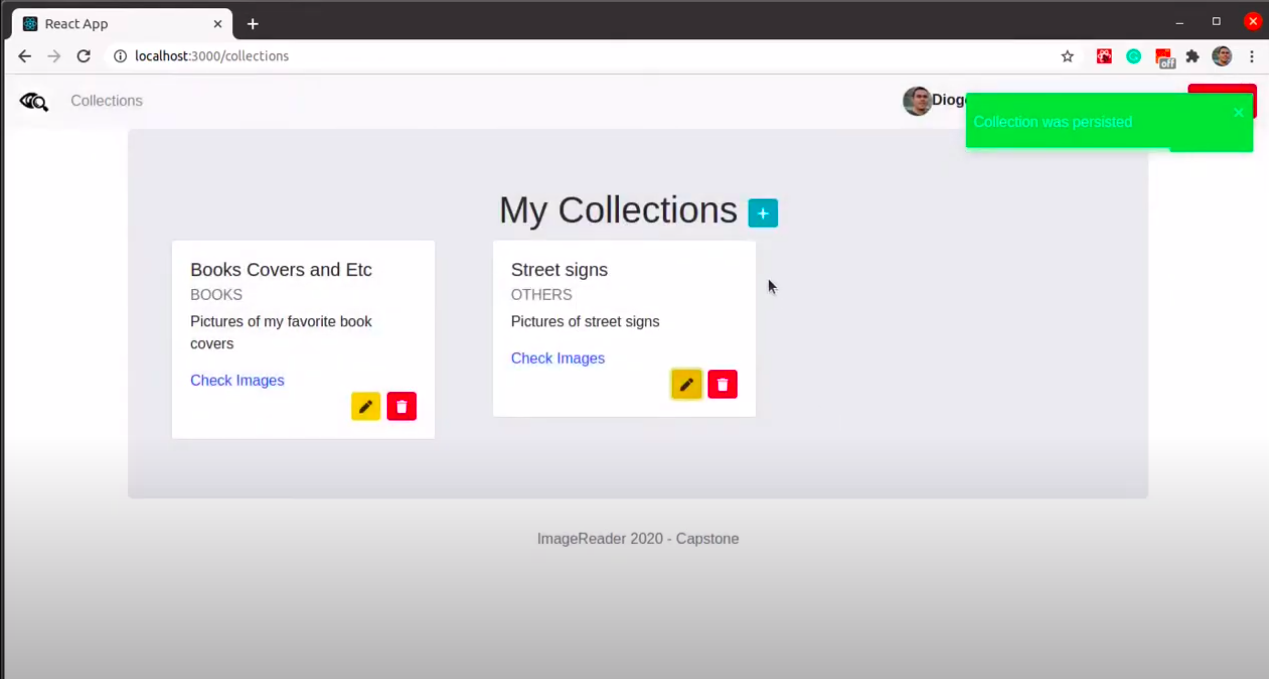 React App
localhost:3000/collections
off
Collections
Collection was persisted
My Collections
Books Covers and Etc
BOOKS
Pictures of my favorite book
covers
Check Images
Street signs
OTHERS
Pictures of street signs
Check Images
ImageReader 2020 - Capstone